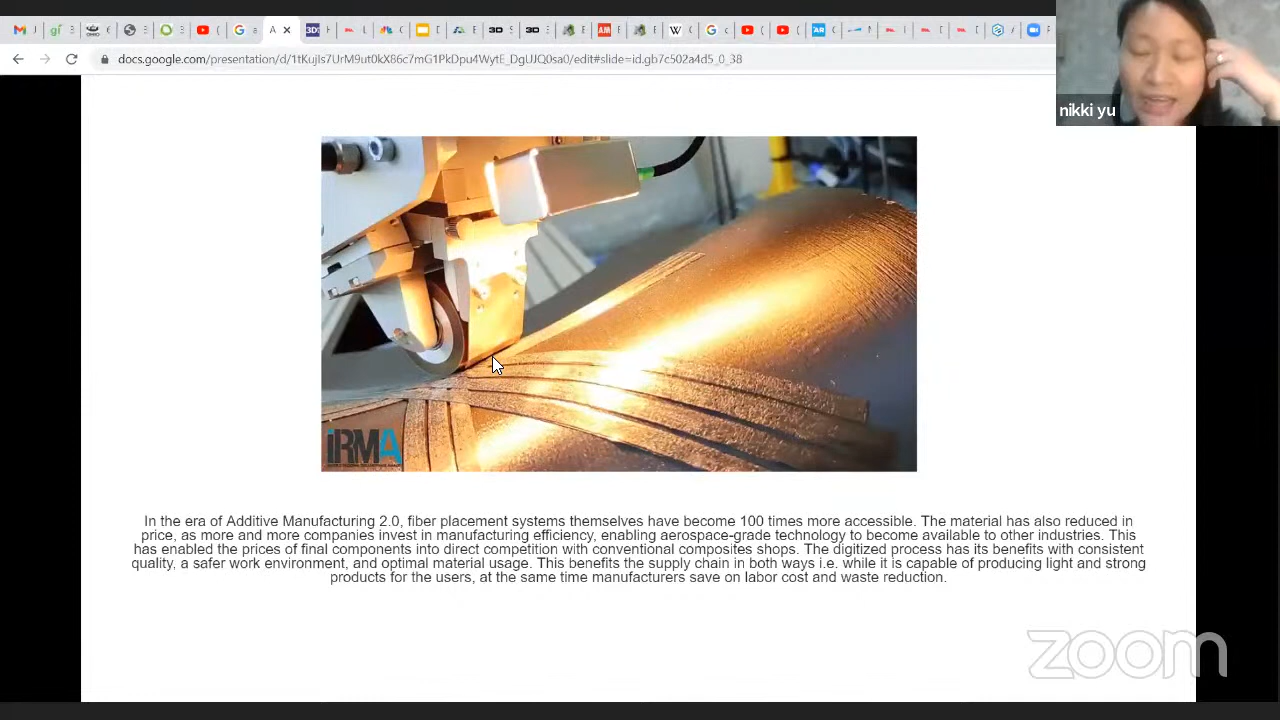 A
3D
3D
3D S
AM
W
AR
docs.google.com/presentation/d/1tKujIs7UrM9ut0kX86c7mG1PkDpu4WytE_DgUJJQ0sa0/edit#slide=id.gb7c502a4d5_0_38
nikki yu
iRMA
In the era of Additive Manufacturing 2.0, fiber placement systems themselves have become 100 times more accessible. The material has also reduced in
price, as more and more companies invest in manufacturing efficiency, enabling aerospace-grade technology to become available to other industries. This
has enabled the prices of final components into direct competition with conventional composites shops. The digitized process has its benefits with consistent
quality, a safer work environment, and optimal material usage. This benefits the supply chain in both ways i.e. while it is capable of producing light and strong
products for the users, at the same time manufacturers save on labor cost and waste reduction.
zoom